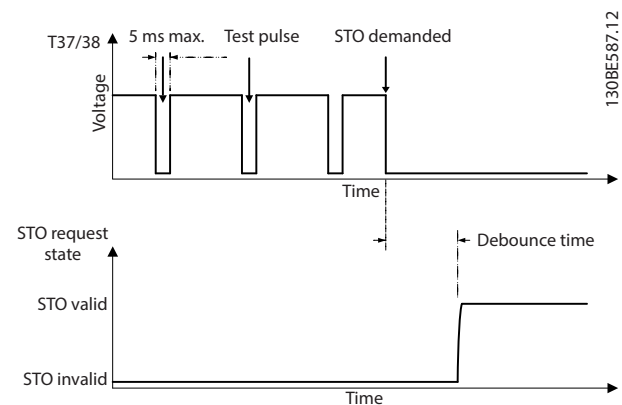 T37/38
5 ms max.
Test pulse
STO demanded
130BE587.12
Voltage
Time
STO request
state
Debounce time
STO valid
STO invalid
Time